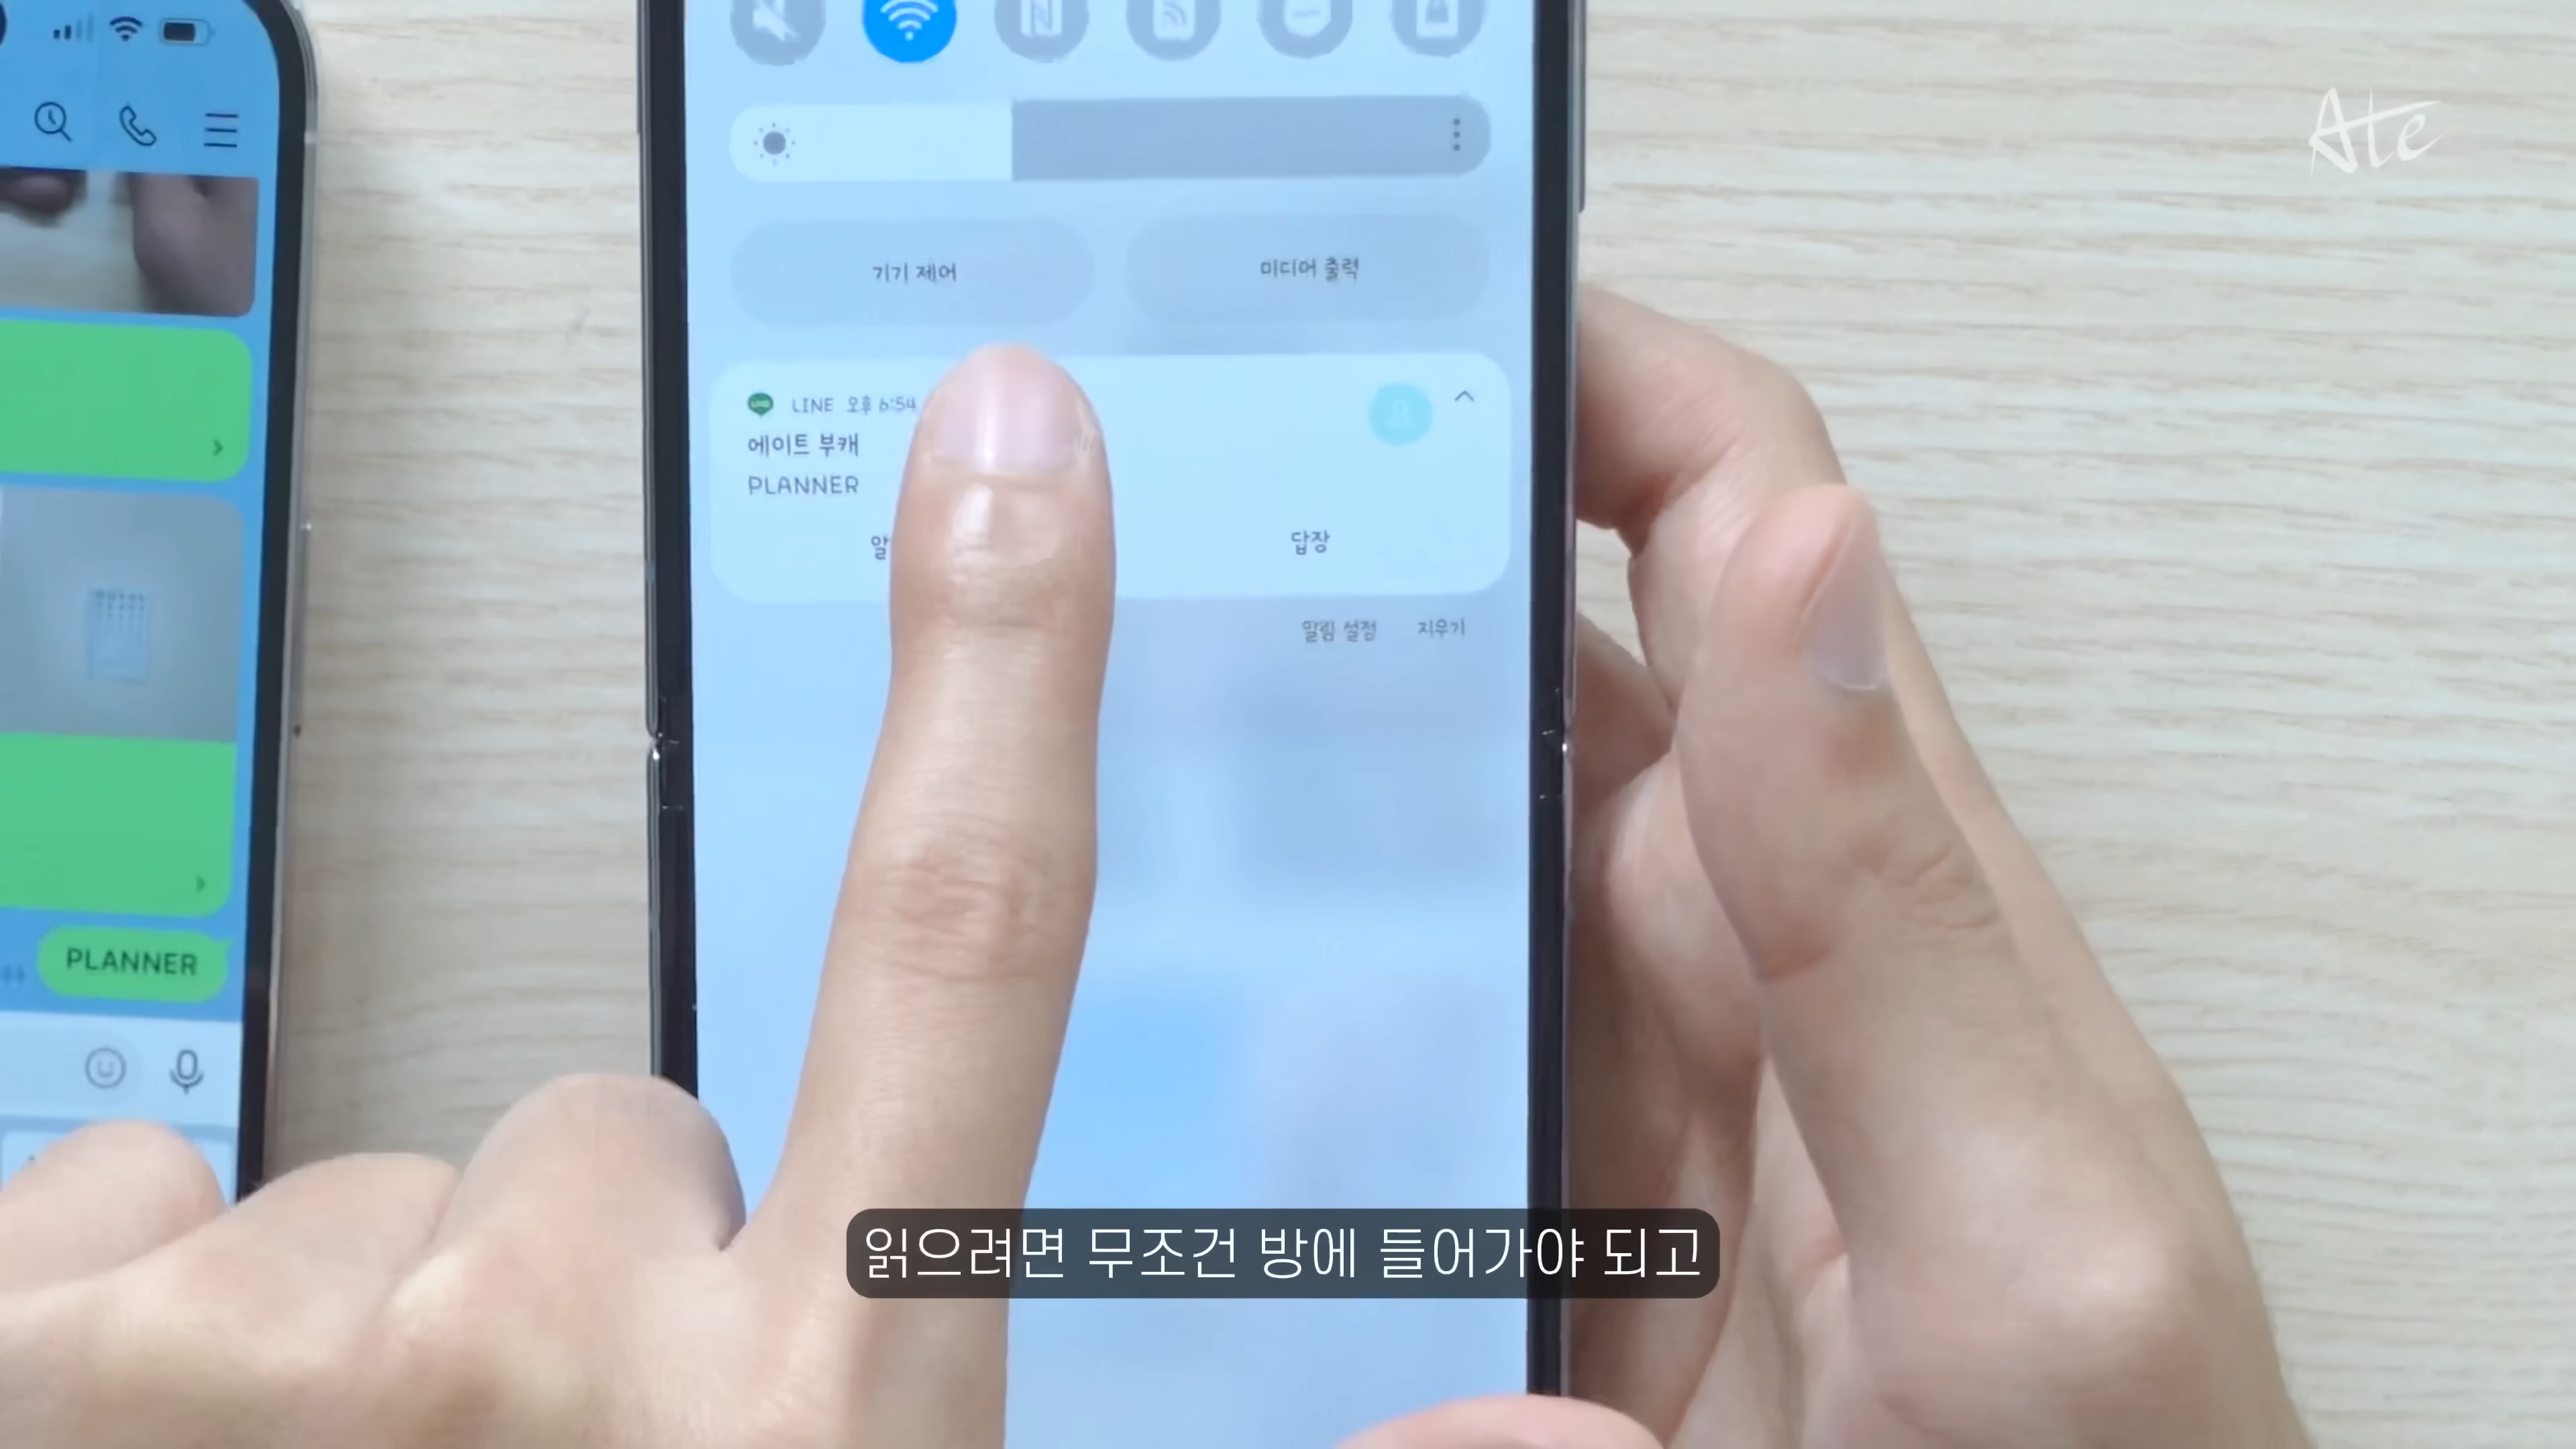 Ate
기기 제어
미디어 출력
LINE 오후 6:54
에이트 부캐
PLANNER
답장
알림 설정
지우기
PLANNER
읽으려면 무조건 방에 들어가야 되고